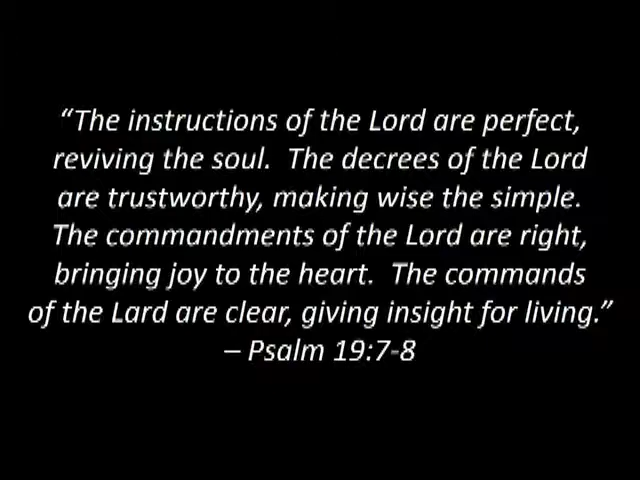 “The instructions of the Lord are perfect,
reviving the soul.  The decrees of the Lord
are trustworthy, making wise the simple.
The commandments of the Lord are right,
bringing joy to the heart.  The commands
of the Lard are clear, giving insight for living.”
– Psalm 19:7-8